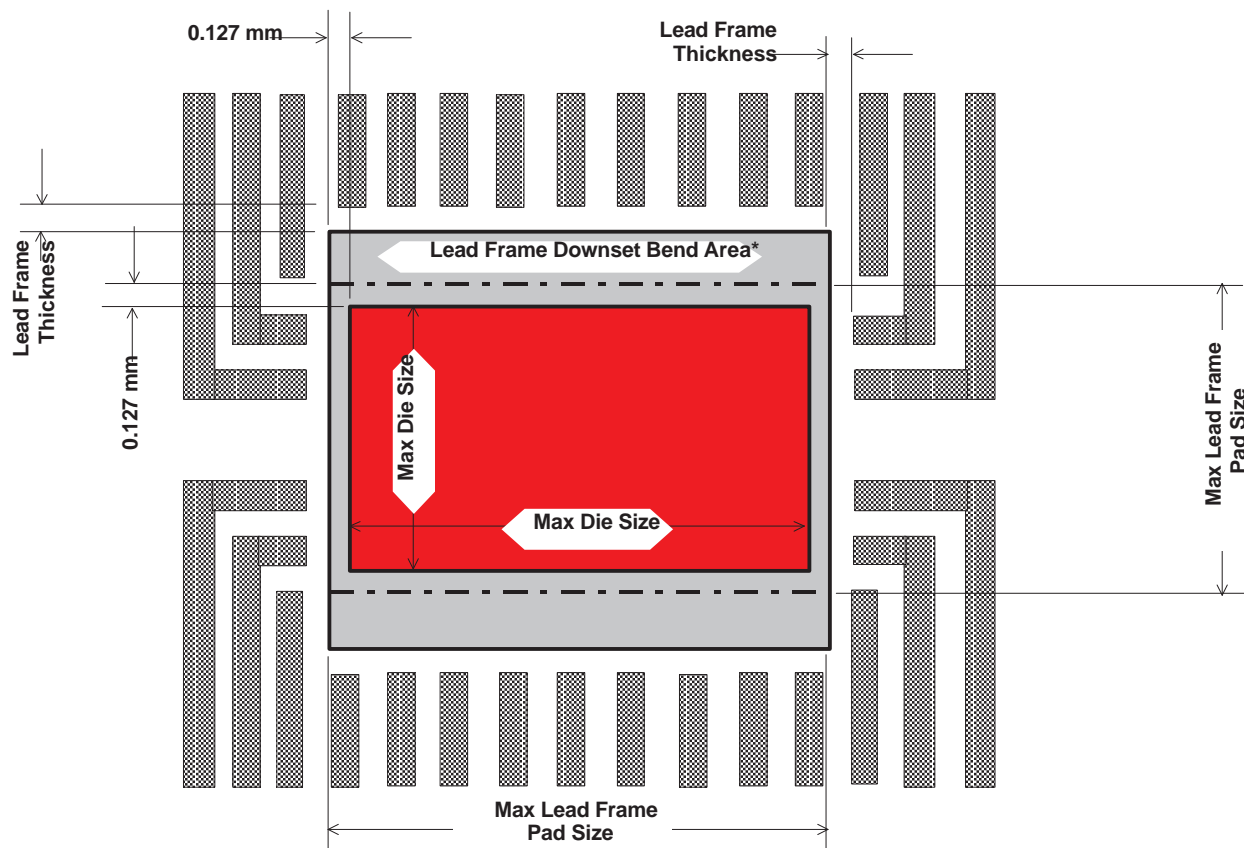 0.127 mm
Lead Frame
Thickness
Lead Frame
Thickness
Lead Frame Downset Bend Area*
0.127 mm
Max Die Size
Max Die Size
Max Lead Frame
Pad Size
Max Lead Frame
Pad Size